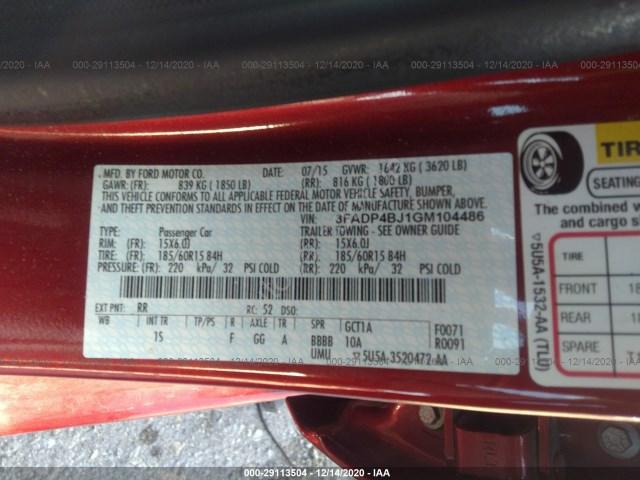 000-29113504 - 12/14/2020 - IAA
MFD. BY FORD MOTOR CO. DATE: 07/15 GVWR: 1642 KG ( 3620 LB)
GAWR: (FR): 839 KG ( 1850 LB) (RR): 816 KG ( 1800 LB)
THIS VEHICLE CONFORMS TO ALL APPLICABLE FEDERAL MOTOR VEHICLE SAFETY, BUMPER,
AND THEFT PREVENTION STANDARDS IN EFFECT ON THE DATE OF MANUFACTURE SHOWN ABOVE.
VIN: 3FADP4BJ1GM104486
TYPE: Passenger Car TRAILER TOWING - SEE OWNER GUIDE
RIM: (FR): 15X6.0J (RR): 15X6.0J
TIRE: (FR): 185/60R15 84H (RR): 185/60R15 84H
PRESSURE: (FR): 220 kPa/ 32 PSI COLD (RR): 220 kPa/ 32 PSI COLD
EXT PNT: RR RC: 52 DSO:
WB INT TR TP/PS R AXLE TR SPR GCT1A F0071
15 F GG A BBBB 10A R0091
UMU ▽5U5A-3520472-AA
TIR
SEATING
The combined w
and cargo s
TIRE
FRONT 18
REAR 18
SPARE T1
▽5U5A-1532-AA (TLU)
000-29113504 - 12/14/2020 - IAA